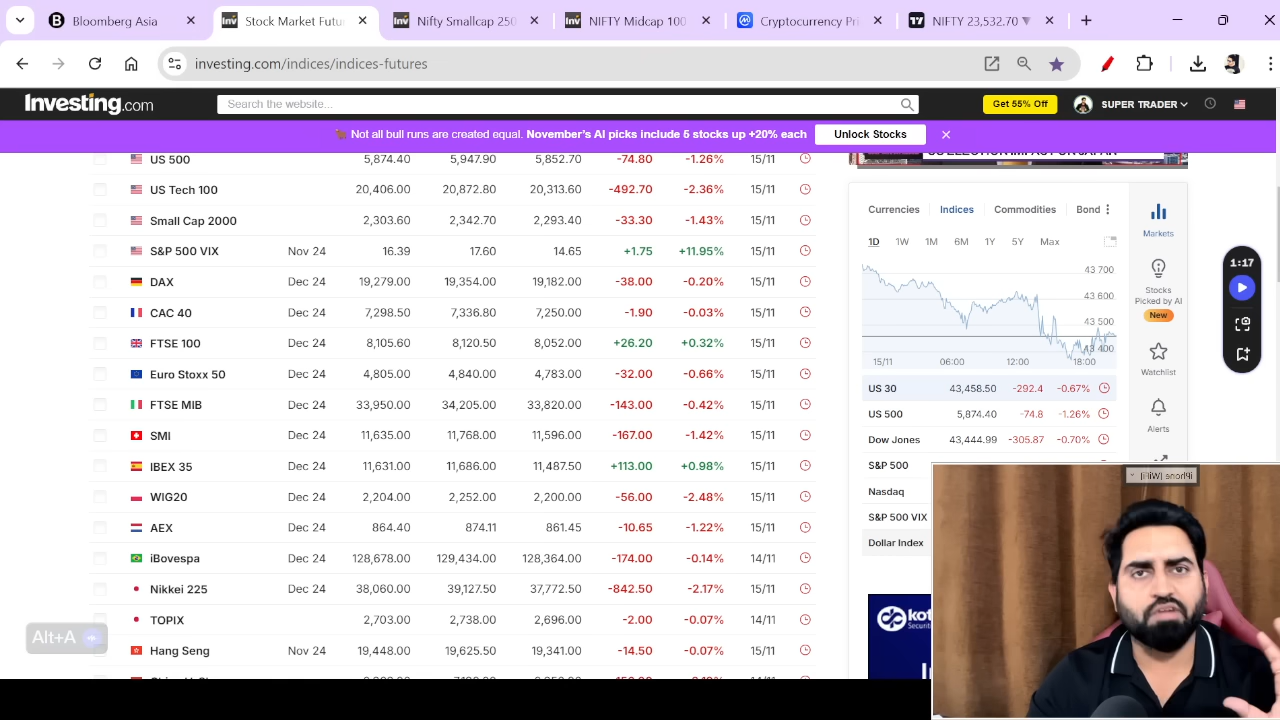 Bloomberg Asia
Stock Market Futu
Nifty Smallcap 250
NIFTY Midcap 100
Cryptocurrency Pri
NIFTY 23,532.70 ▼
investing.com/indices/indices-futures
Investing.com
Search the website...
Get 55% Off
SUPER TRADER
Not all bull runs are created equal. November's AI picks include 5 stocks up +20% each
Unlock Stocks
US 500 5,874.40 5,947.90 5,852.70 -74.80 -1.26% 15/11
US Tech 100 20,406.00 20,872.80 20,313.60 -492.70 -2.36% 15/11
Small Cap 2000 2,303.60 2,342.70 2,293.40 -33.30 -1.43% 15/11
S&P 500 VIX Nov 24 16.39 17.60 14.65 +1.75 +11.95% 15/11
DAX Dec 24 19,279.00 19,354.00 19,182.00 -38.00 -0.20% 15/11
CAC 40 Dec 24 7,298.50 7,336.80 7,250.00 -1.90 -0.03% 15/11
FTSE 100 Dec 24 8,105.60 8,120.50 8,052.00 +26.20 +0.32% 15/11
Euro Stoxx 50 Dec 24 4,805.00 4,840.00 4,783.00 -32.00 -0.66% 15/11
FTSE MIB Dec 24 33,950.00 34,205.00 33,820.00 -143.00 -0.42% 15/11
SMI Dec 24 11,635.00 11,768.00 11,596.00 -167.00 -1.42% 15/11
IBEX 35 Dec 24 11,631.00 11,686.00 11,487.50 +113.00 +0.98% 15/11
WIG20 Dec 24 2,204.00 2,252.00 2,200.00 -56.00 -2.48% 15/11
AEX Dec 24 864.40 874.11 861.45 -10.65 -1.22% 15/11
iBovespa Dec 24 128,678.00 129,434.00 128,364.00 -174.00 -0.14% 14/11
Nikkei 225 Dec 24 38,060.00 39,127.50 37,772.50 -842.50 -2.17% 15/11
TOPIX 2,703.00 2,738.00 2,696.00 -2.00 -0.07% 14/11
Hang Seng Nov 24 19,448.00 19,625.50 19,341.00 -14.50 -0.07% 15/11
Alt+A
Currencies Indices Commodities Bond
1D 1W 1M 6M 1Y 5Y Max
43 700
43 600
43 500
43 400
15/11 06:00 12:00 18:00
US 30 43,458.50 -292.4 -0.67%
US 500 5,874.40 -74.8 -1.26%
Dow Jones 43,444.99 -305.87 -0.70%
S&P 500
Nasdaq
S&P 500 VIX
Dollar Index
Markets
Stocks
Picked by AI
New
Watchlist
Alerts
1:17
iPhone (Wifi)
kot
Securiti